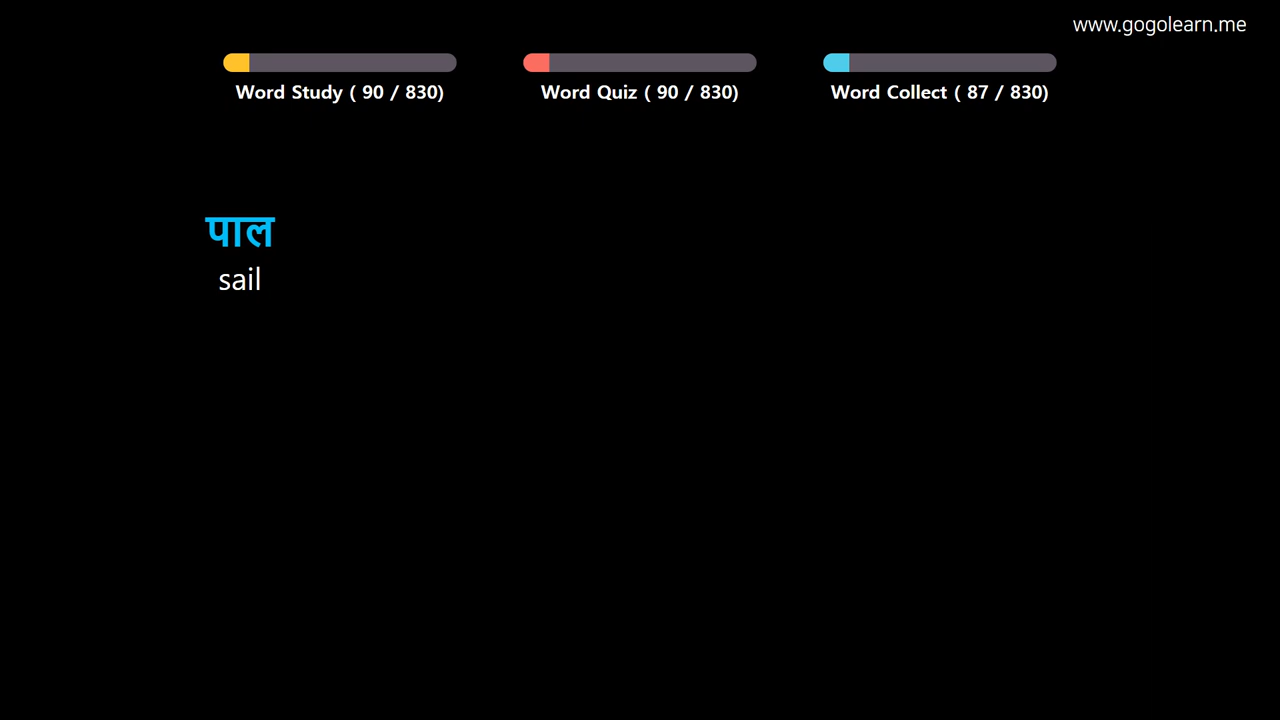 www.gogolearn.me
Word Study ( 90 / 830)
Word Quiz ( 90 / 830)
Word Collect ( 87 / 830)
पाल
sail